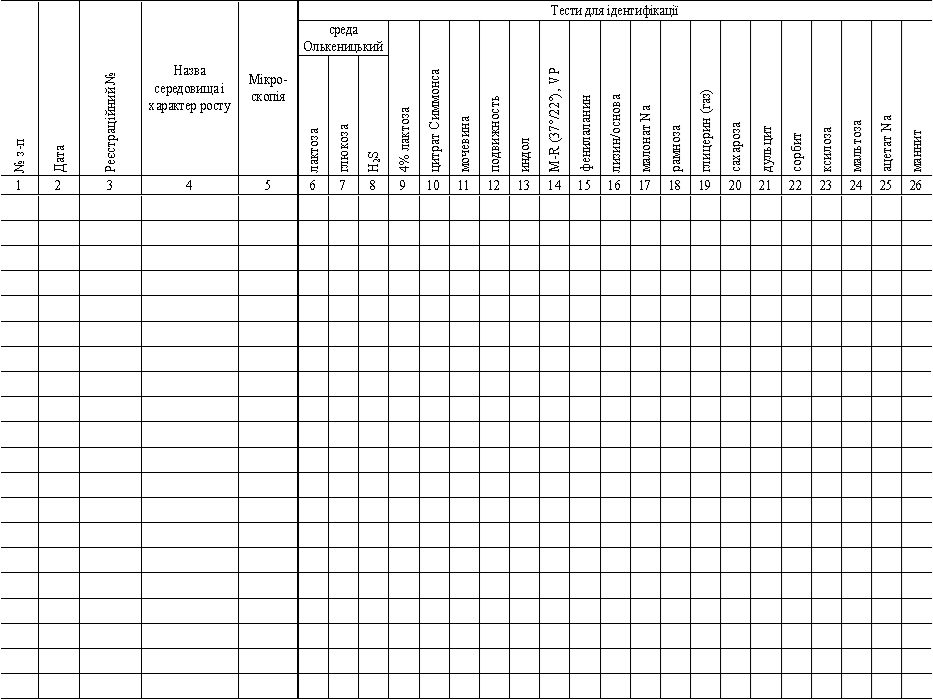 Тести для ідентифікації
среда
Олькеницький
№ з-п
Дата
Реєстраційний №
Назва
середовища і
характер росту
Мікро-
скопія
лактоза
глюкоза
H₂S
4% лактоза
цитрат Симмонса
мочевина
подвижность
индол
M-R (37°/22°), VP
фенилаланин
лизин/основа
малонат Na
рамноза
глицерин (газ)
сахароза
дульцит
сорбит
ксилоза
мальтоза
ацетат Na
маннит
1 2 3 4 5 6 7 8 9 10 11 12 13 14 15 16 17 18 19 20 21 22 23 24 25 26